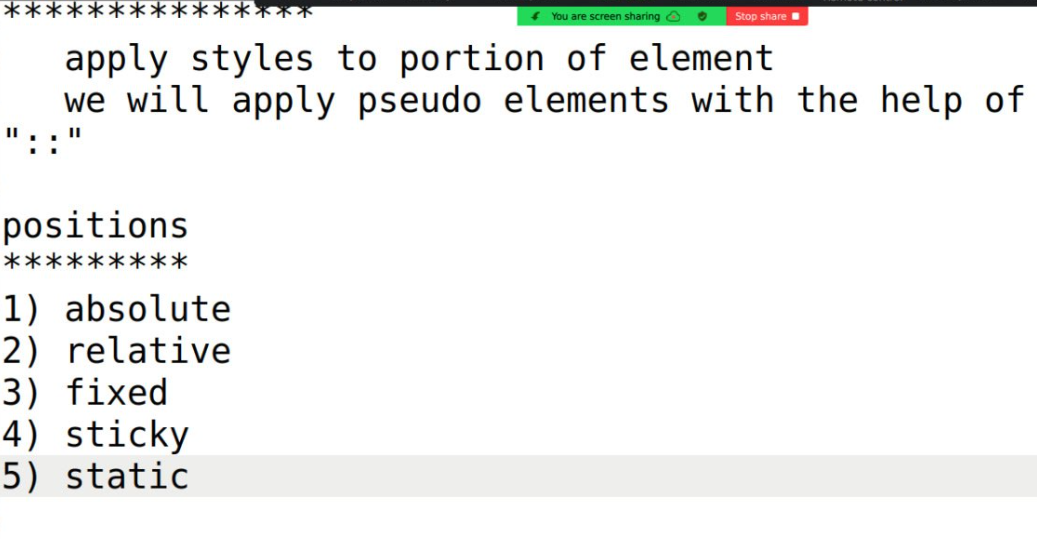 ***************
You are screen sharing
Stop share
apply styles to portion of element
we will apply pseudo elements with the help of
"::"
positions
*********
1) absolute
2) relative
3) fixed
4) sticky
5) static